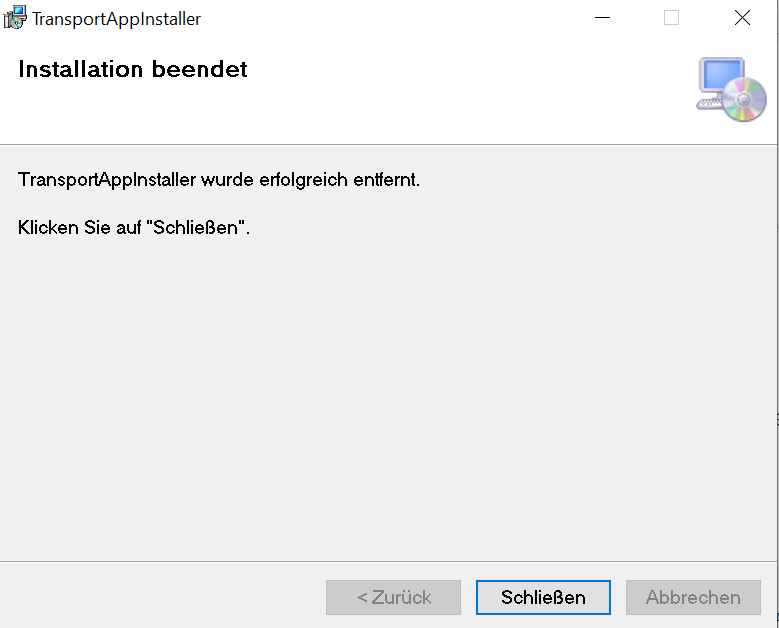 TransportAppInstaller
Installation beendet
TransportAppInstaller wurde erfolgreich entfernt.
Klicken Sie auf "Schließen".
< Zurück
Schließen
Abbrechen